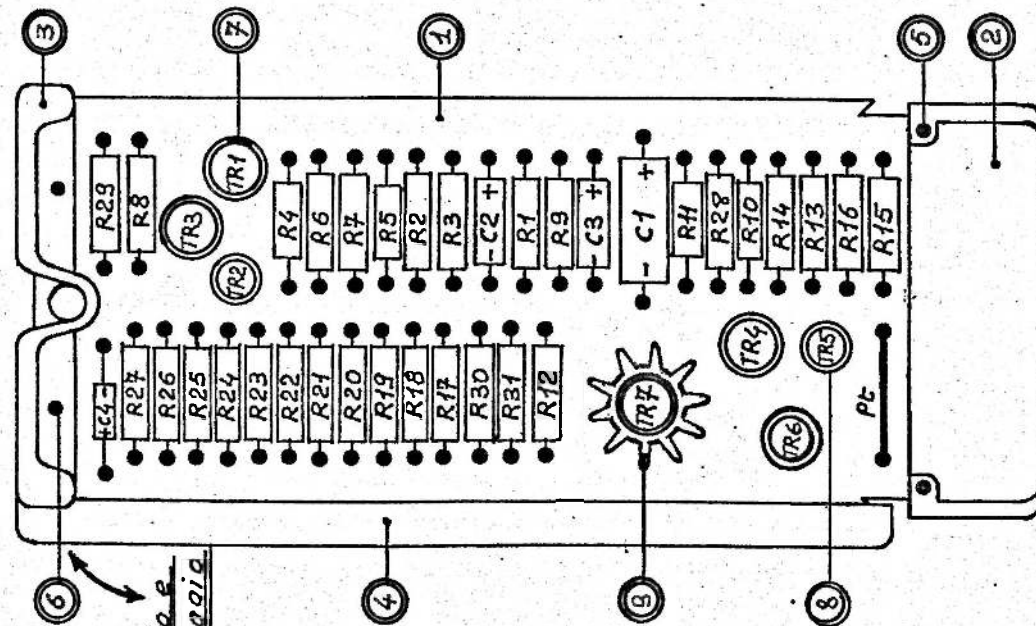 3
7
1
5
2
R29
R8
TR3
TR1
TR2
R4
R6
R7
R5
R2
R3
- C2 +
R1
R9
- C3 +
- C1 +
R11
R28
R10
R14
R13
R16
R15
+C4-
R27
R26
R25
R24
R23
R22
R21
R20
R19
R18
R17
R30
R31
R12
TR7
TR4
TR5
TR6
Pt
6
4
9
8